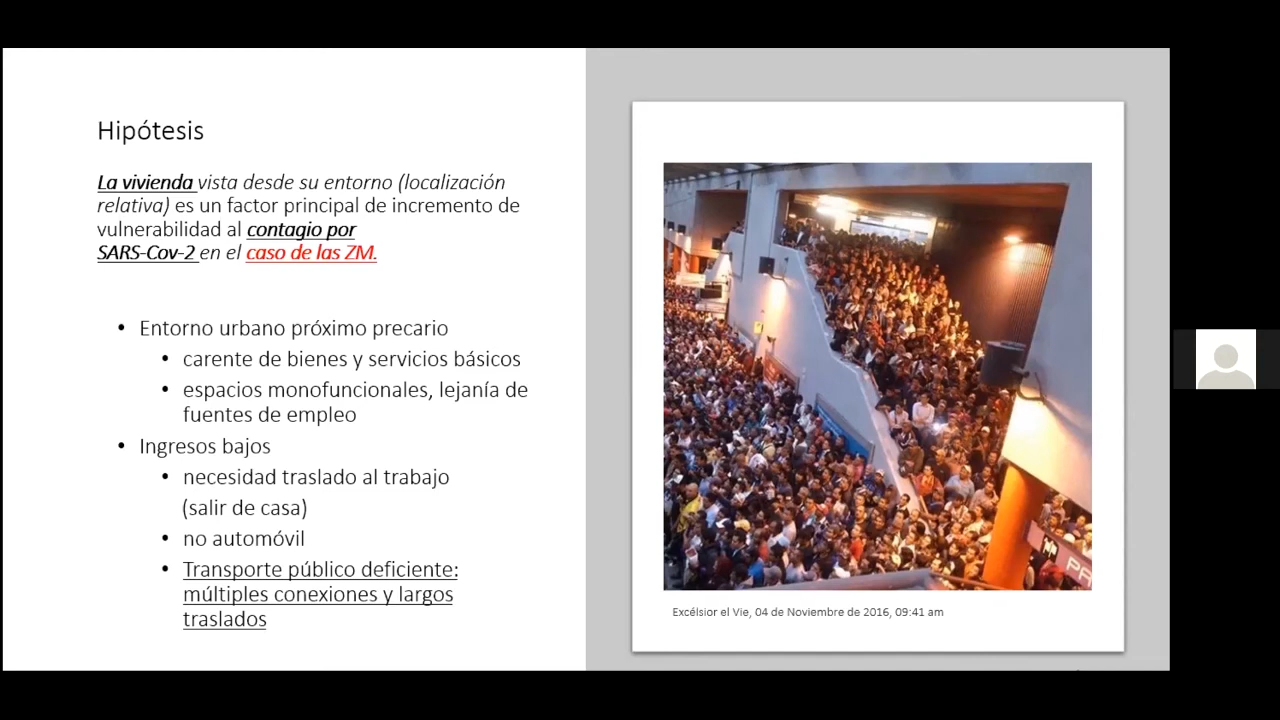 Hipótesis
La vivienda vista desde su entorno (localización
relativa) es un factor principal de incremento de
vulnerabilidad al contagio por
SARS-Cov-2 en el caso de las ZM.
• Entorno urbano próximo precario
• carente de bienes y servicios básicos
• espacios monofuncionales, lejanía de
fuentes de empleo
• Ingresos bajos
• necesidad traslado al trabajo
(salir de casa)
• no automóvil
• Transporte público deficiente:
múltiples conexiones y largos
traslados
PA
Excélsior el Vie, 04 de Noviembre de 2016, 09:41 am